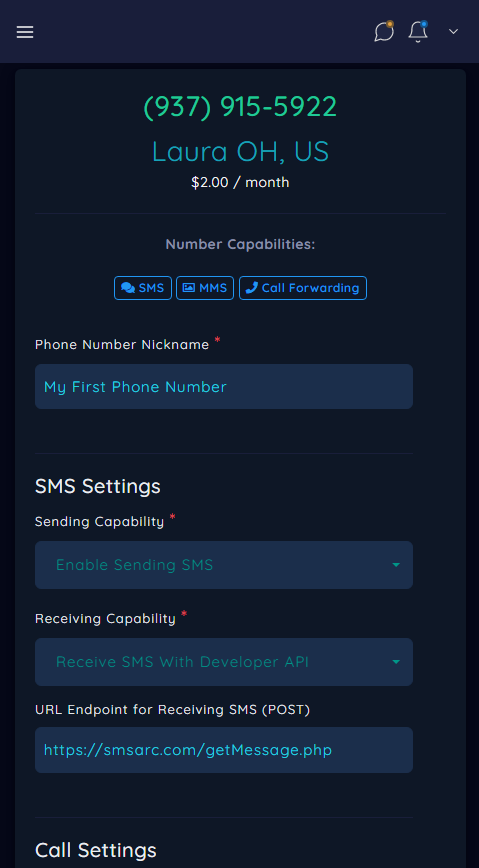 (937) 915-5922
Laura OH, US
$2.00 / month
Number Capabilities:
SMS MMS Call Forwarding
Phone Number Nickname *
My First Phone Number
SMS Settings
Sending Capability *
Enable Sending SMS
Receiving Capability *
Receive SMS With Developer API
URL Endpoint for Receiving SMS (POST)
https://smsarc.com/getMessage.php
Call Settings